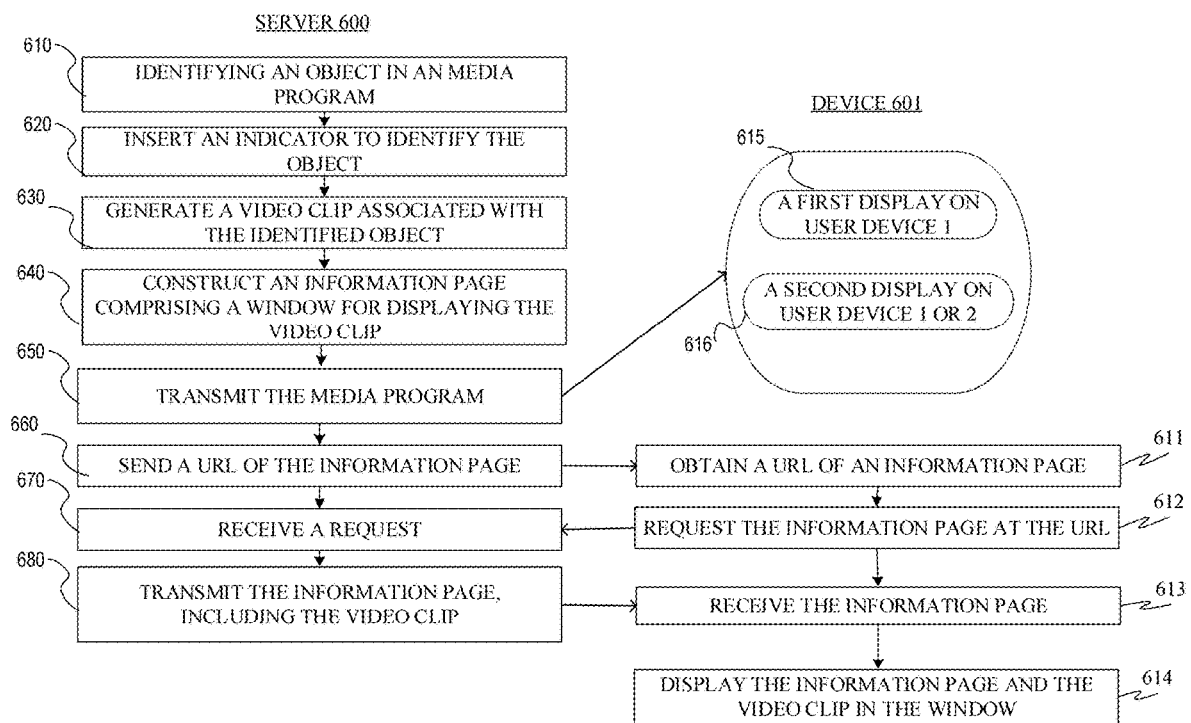 SERVER 600
610
IDENTIFYING AN OBJECT IN AN MEDIA
PROGRAM
620
INSERT AN INDICATOR TO IDENTIFY THE
OBJECT
630
GENERATE A VIDEO CLIP ASSOCIATED WITH
THE IDENTIFIED OBJECT
640
CONSTRUCT AN INFORMATION PAGE
COMPRISING A WINDOW FOR DISPLAYING THE
VIDEO CLIP
650
TRANSMIT THE MEDIA PROGRAM
660
SEND A URL OF THE INFORMATION PAGE
670
RECEIVE A REQUEST
680
TRANSMIT THE INFORMATION PAGE,
INCLUDING THE VIDEO CLIP
DEVICE 601
615
A FIRST DISPLAY ON
USER DEVICE 1
A SECOND DISPLAY ON
USER DEVICE 1 OR 2
616
OBTAIN A URL OF AN INFORMATION PAGE
611
REQUEST THE INFORMATION PAGE AT THE URL
612
RECEIVE THE INFORMATION PAGE
613
DISPLAY THE INFORMATION PAGE AND THE
VIDEO CLIP IN THE WINDOW
614